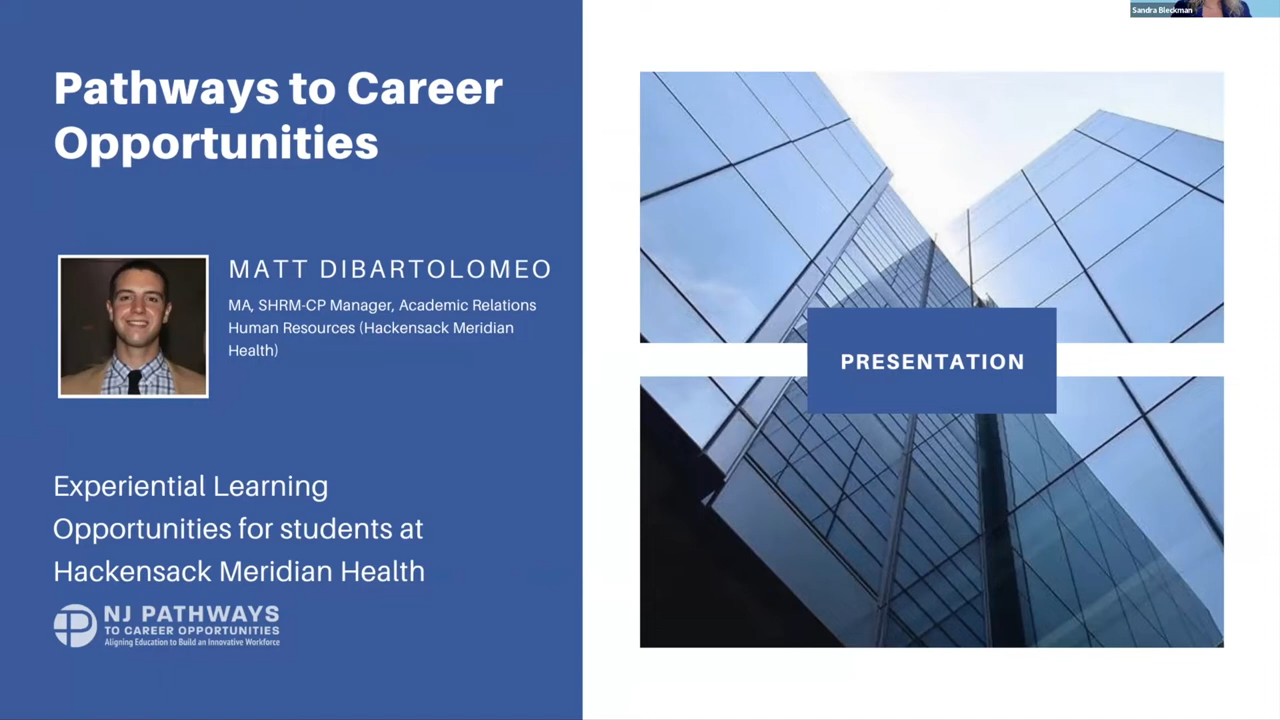 Sandra Bleckman
Pathways to Career
Opportunities
MATT DIBARTOLOMEO
MA, SHRM-CP Manager, Academic Relations
Human Resources (Hackensack Meridian
Health)
Experiential Learning
Opportunities for students at
Hackensack Meridian Health
NJ PATHWAYS
TO CAREER OPPORTUNITIES
Aligning Education to Build an Innovative Workforce
PRESENTATION